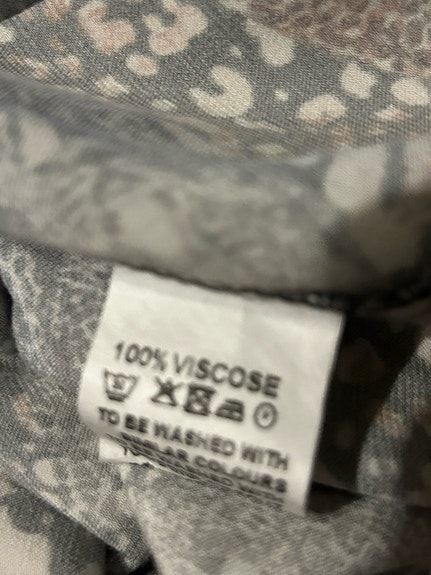 100% VISCOSE
TO BE WASHED WITH
SIMILAR COLOURS